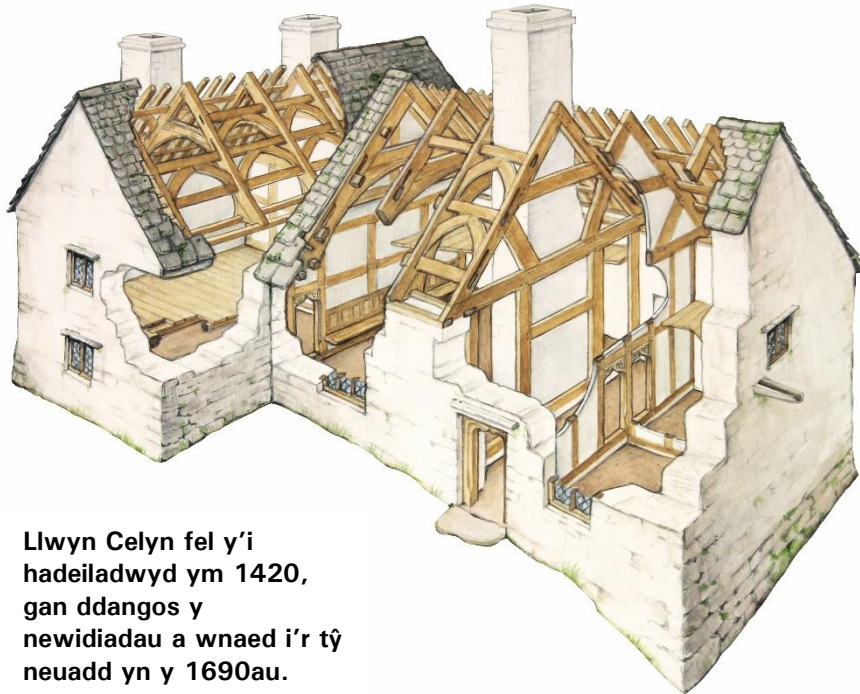 Llwyn Celyn fel y'i
hadeiladwyd ym 1420,
gan ddangos y
newidiadau a wnaed i'r tŷ
neuadd yn y 1690au.